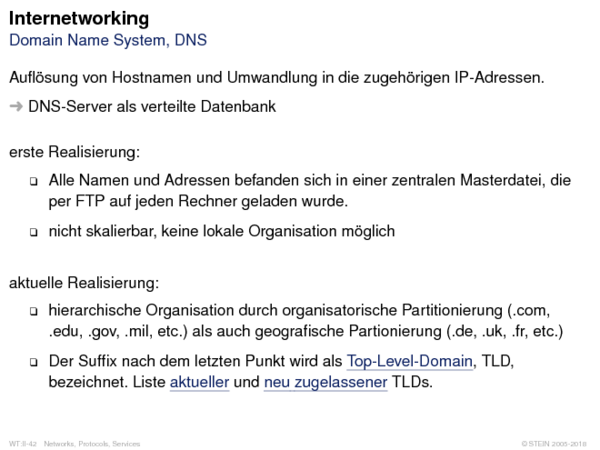 Internetworking
Domain Name System, DNS
Auflösung von Hostnamen und Umwandlung in die zugehörigen IP-Adressen.
➜ DNS-Server als verteilte Datenbank
erste Realisierung:
❑ Alle Namen und Adressen befanden sich in einer zentralen Masterdatei, die
per FTP auf jeden Rechner geladen wurde.
❑ nicht skalierbar, keine lokale Organisation möglich
aktuelle Realisierung:
❑ hierarchische Organisation durch organisatorische Partitionierung (.com,
.edu, .gov, .mil, etc.) als auch geografische Partionierung (.de, .uk, .fr, etc.)
❑ Der Suffix nach dem letzten Punkt wird als Top-Level-Domain, TLD,
bezeichnet. Liste aktueller und neu zugelassener TLDs.
WT:II-42 Networks, Protocols, Services © STEIN 2005-2018